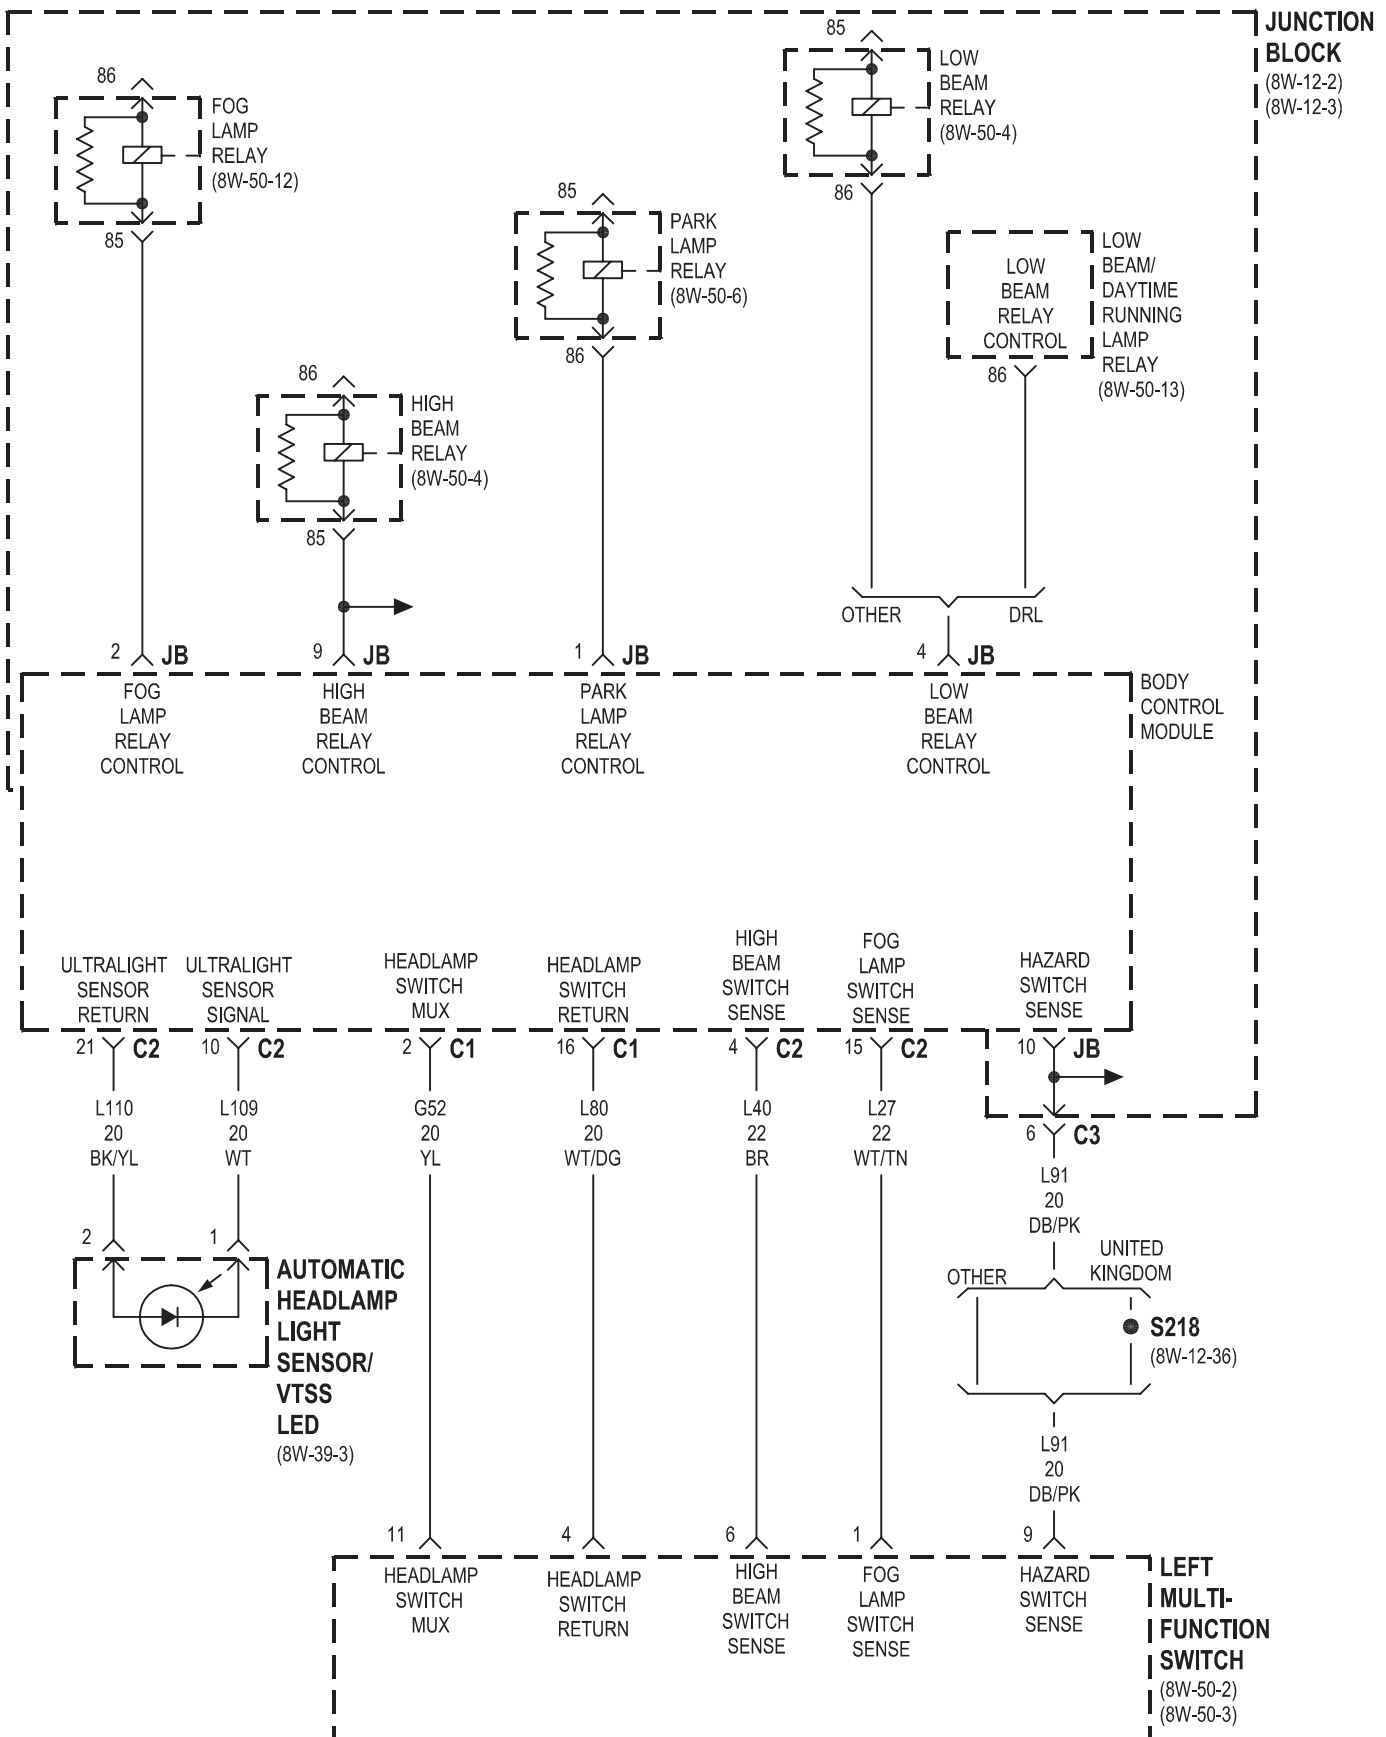 JUNCTION
BLOCK
(8W-12-2)
(8W-12-3)
86
FOG
LAMP
RELAY
(8W-50-12)
85
85
LOW
BEAM
RELAY
(8W-50-4)
86
85
PARK
LAMP
RELAY
(8W-50-6)
86
LOW
BEAM
RELAY
CONTROL
86
LOW
BEAM/
DAYTIME
RUNNING
LAMP
RELAY
(8W-50-13)
86
HIGH
BEAM
RELAY
(8W-50-4)
85
OTHER
DRL
2 JB
9 JB
1 JB
4 JB
FOG
LAMP
RELAY
CONTROL
HIGH
BEAM
RELAY
CONTROL
PARK
LAMP
RELAY
CONTROL
LOW
BEAM
RELAY
CONTROL
BODY
CONTROL
MODULE
ULTRALIGHT
SENSOR
RETURN
ULTRALIGHT
SENSOR
SIGNAL
HEADLAMP
SWITCH
MUX
HEADLAMP
SWITCH
RETURN
HIGH
BEAM
SWITCH
SENSE
FOG
LAMP
SWITCH
SENSE
HAZARD
SWITCH
SENSE
21 C2
10 C2
2 C1
16 C1
4 C2
15 C2
10 JB
L110
20
BK/YL
L109
20
WT
G52
20
YL
L80
20
WT/DG
L40
22
BR
L27
22
WT/TN
6 C3
L91
20
DB/PK
2
1
AUTOMATIC
HEADLAMP
LIGHT
SENSOR/
VTSS
LED
(8W-39-3)
OTHER
UNITED
KINGDOM
S218
(8W-12-36)
L91
20
DB/PK
11
4
6
1
9
HEADLAMP
SWITCH
MUX
HEADLAMP
SWITCH
RETURN
HIGH
BEAM
SWITCH
SENSE
FOG
LAMP
SWITCH
SENSE
HAZARD
SWITCH
SENSE
LEFT
MULTI-
FUNCTION
SWITCH
(8W-50-2)
(8W-50-3)